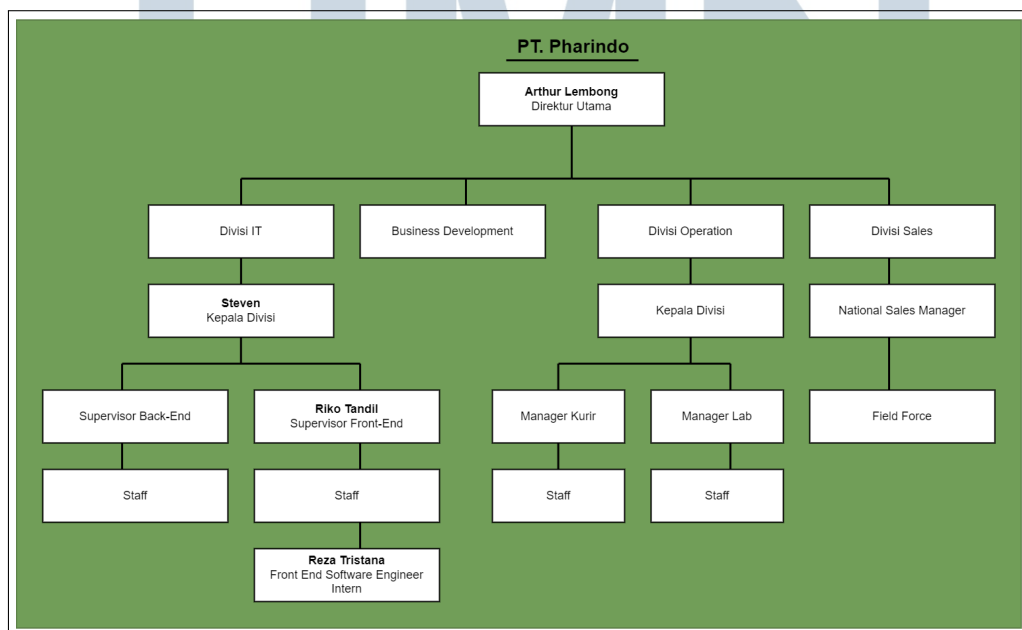 PT. Pharindo
Arthur Lembong
Direktur Utama
Divisi IT
Business Development
Divisi Operation
Divisi Sales
Steven
Kepala Divisi
Kepala Divisi
National Sales Manager
Supervisor Back-End
Riko Tandil
Supervisor Front-End
Manager Kurir
Manager Lab
Field Force
Staff
Staff
Staff
Staff
Reza Tristana
Front End Software Engineer
Intern